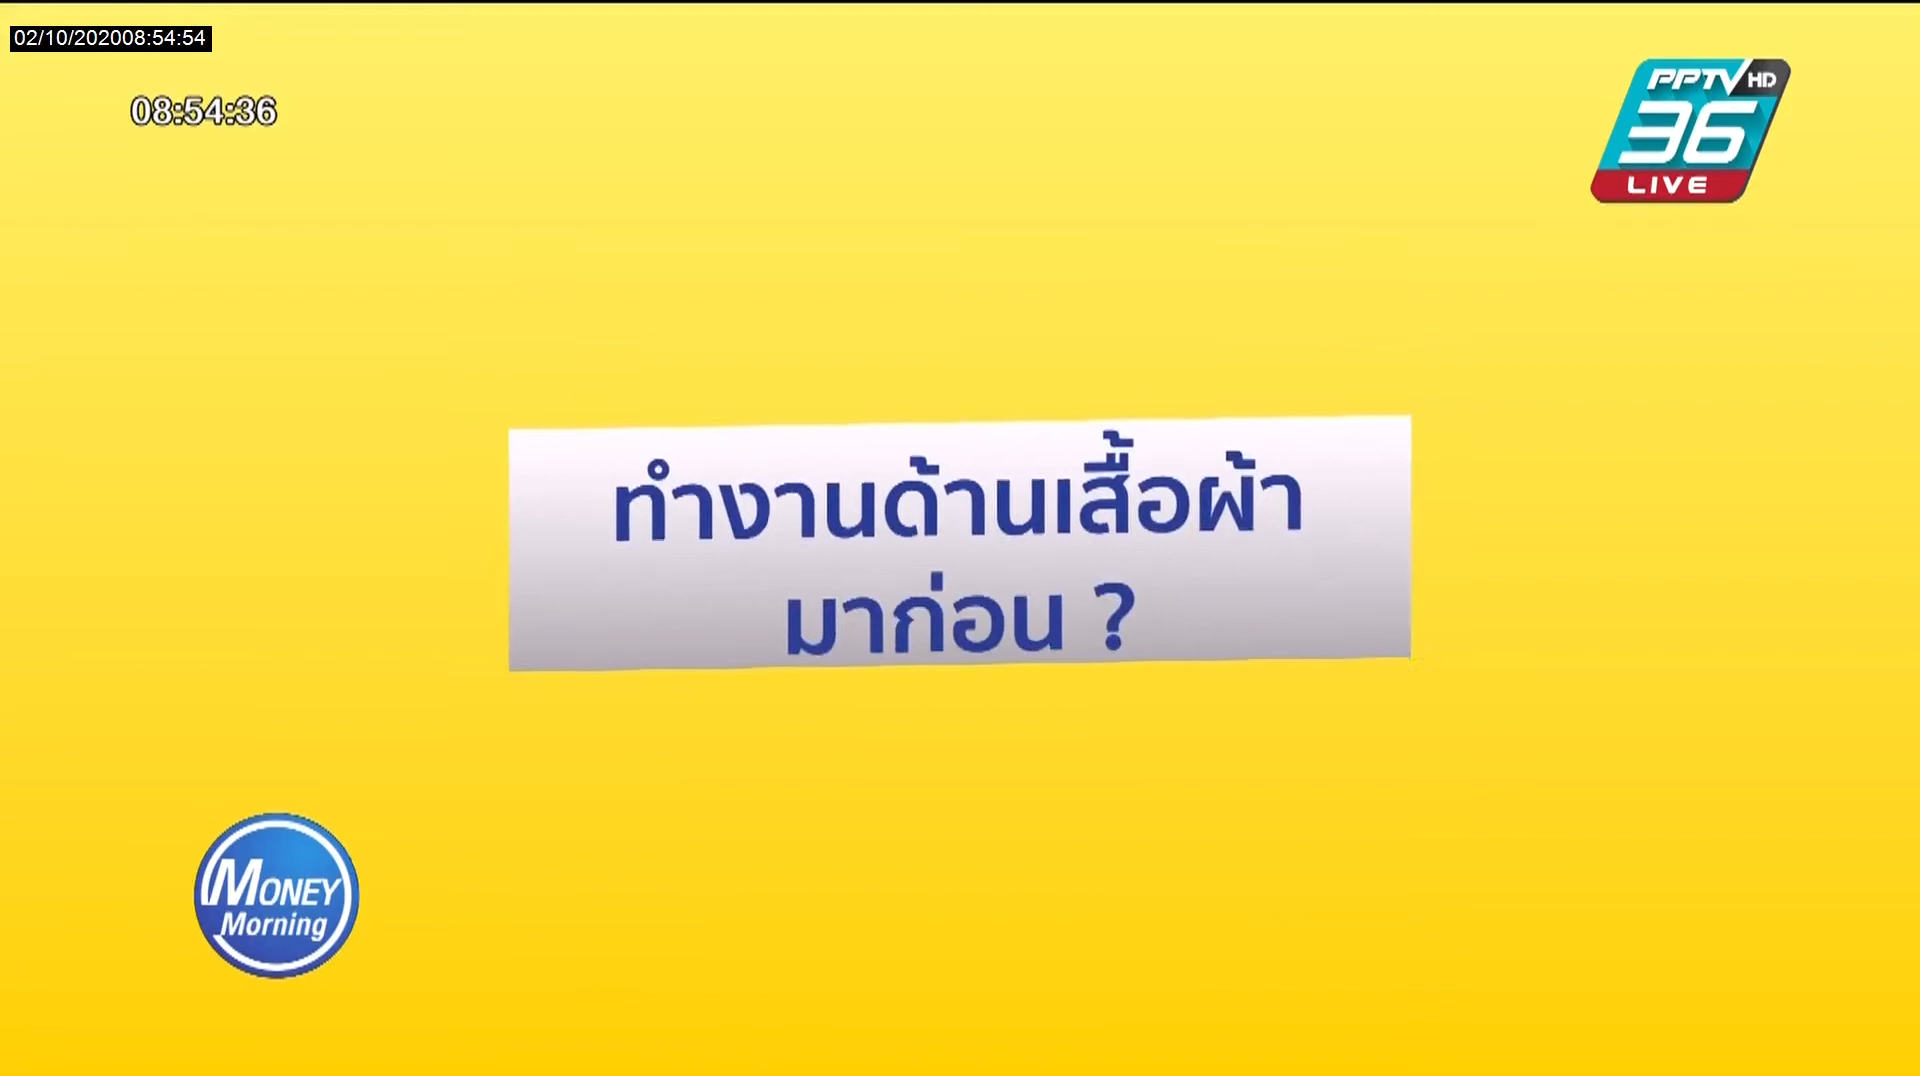 02/10/202008:54:54
08:54:36
PPTV HD
36
LIVE
ทำงานด้านเสื้อผ้า
มาก่อน ?
MONEY
Morning